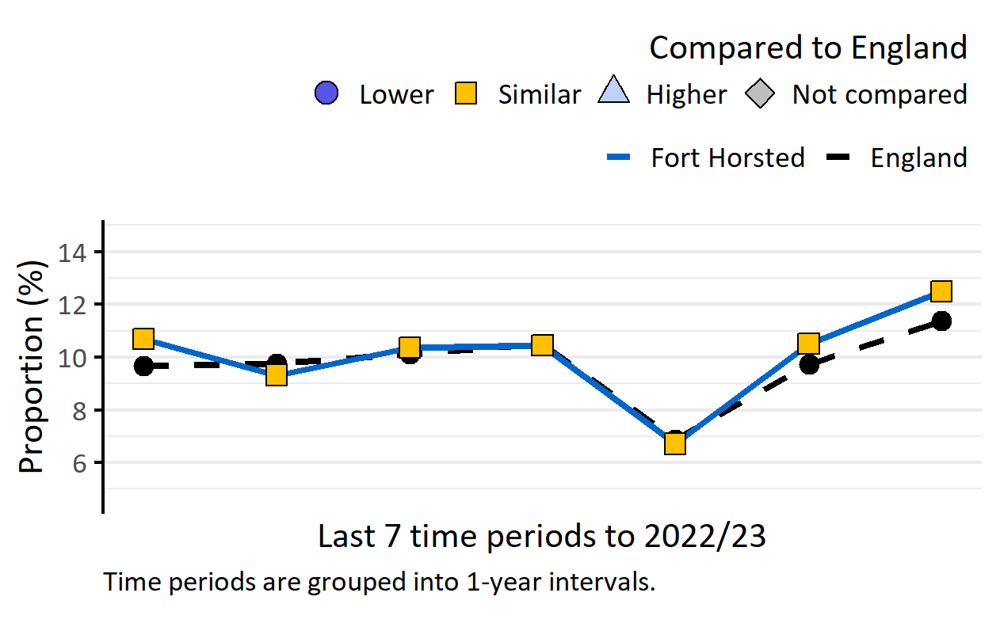 Compared to England
Lower Similar Higher Not compared
Fort Horsted England
Proportion (%)
14
12
10
8
6
Last 7 time periods to 2022/23
Time periods are grouped into 1-year intervals.